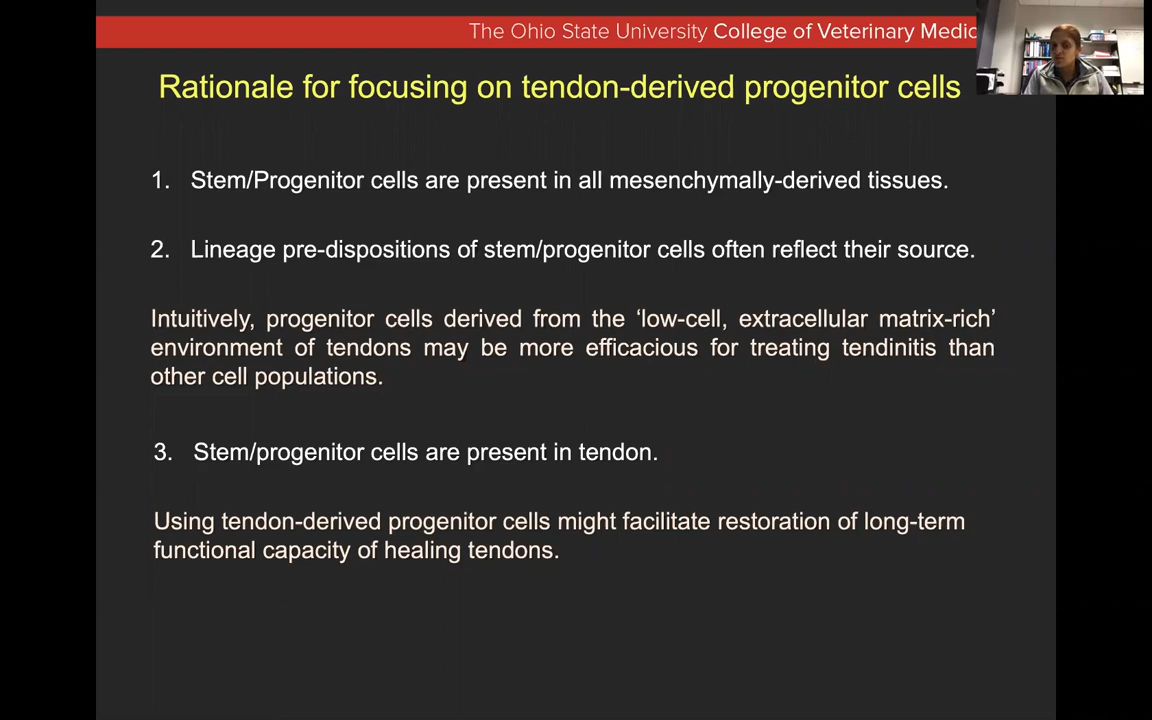 The Ohio State University College of Veterinary Medic
Rationale for focusing on tendon-derived progenitor cells
1. Stem/Progenitor cells are present in all mesenchymally-derived tissues.
2. Lineage pre-dispositions of stem/progenitor cells often reflect their source.
Intuitively, progenitor cells derived from the ‘low-cell, extracellular matrix-rich’
environment of tendons may be more efficacious for treating tendinitis than
other cell populations.
3. Stem/progenitor cells are present in tendon.
Using tendon-derived progenitor cells might facilitate restoration of long-term
functional capacity of healing tendons.